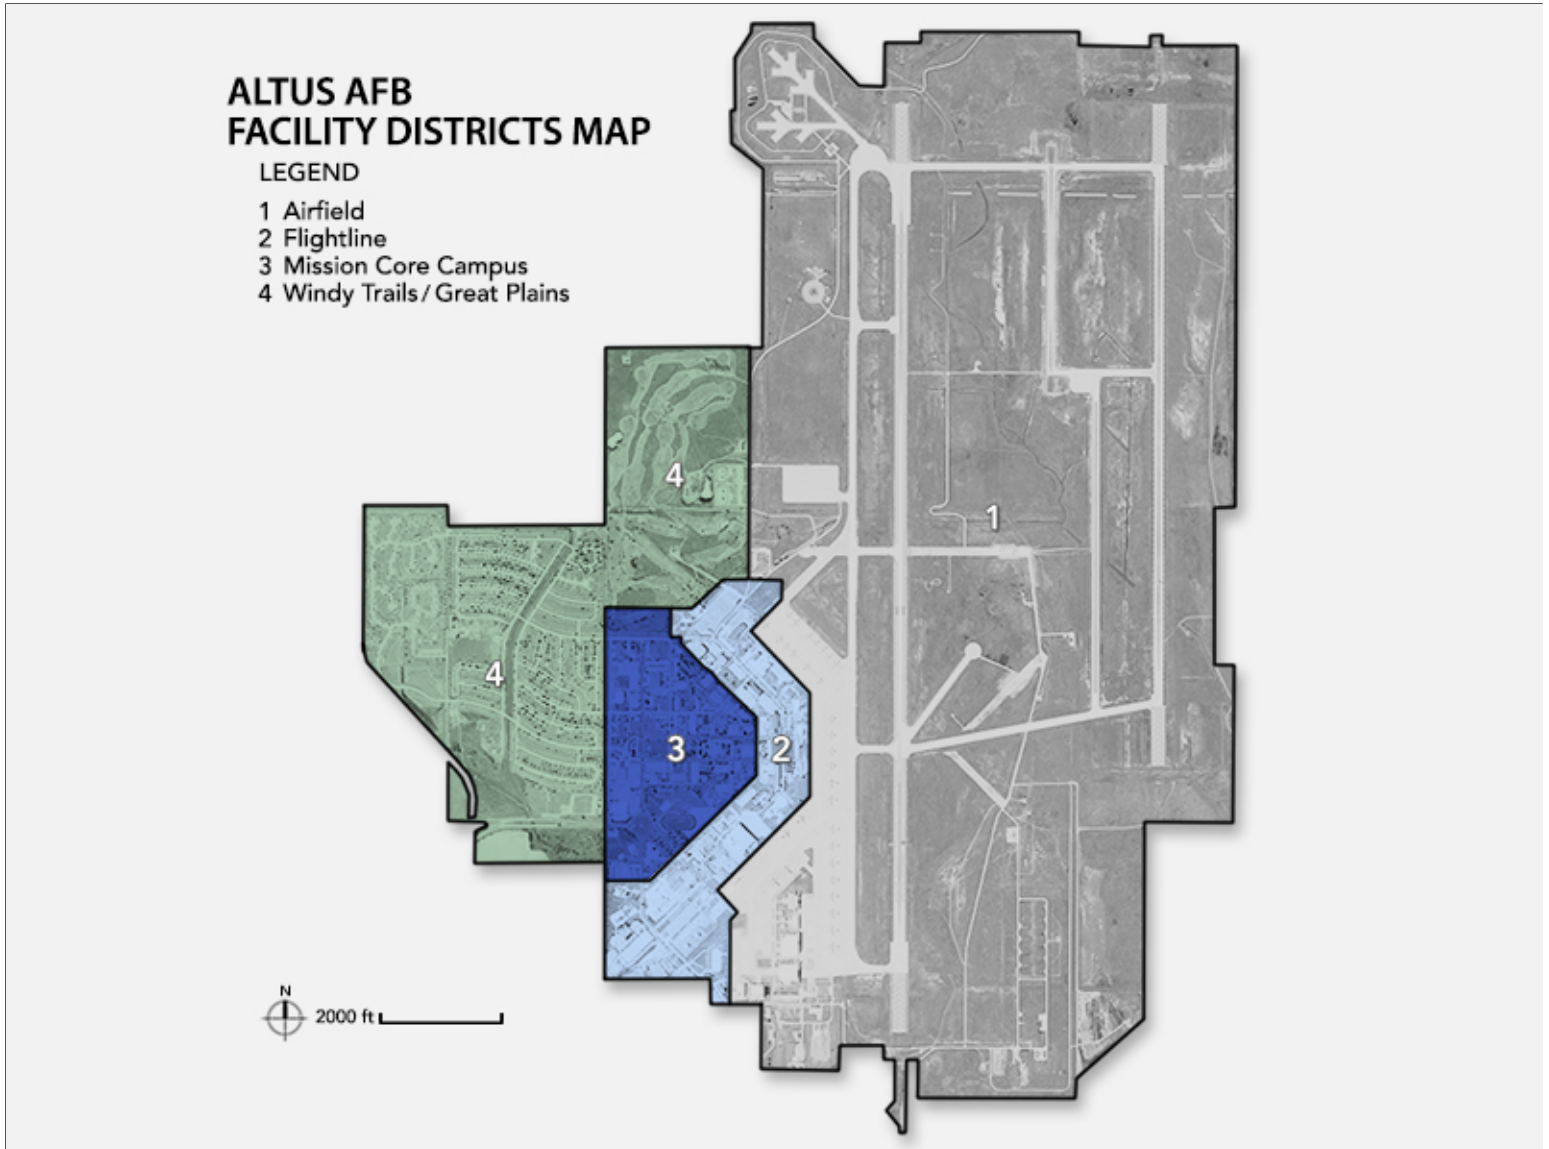 ALTUS AFB
FACILITY DISTRICTS MAP
LEGEND
1 Airfield
2 Flightline
3 Mission Core Campus
4 Windy Trails / Great Plains
4
1
4
3
2
N
2000 ft